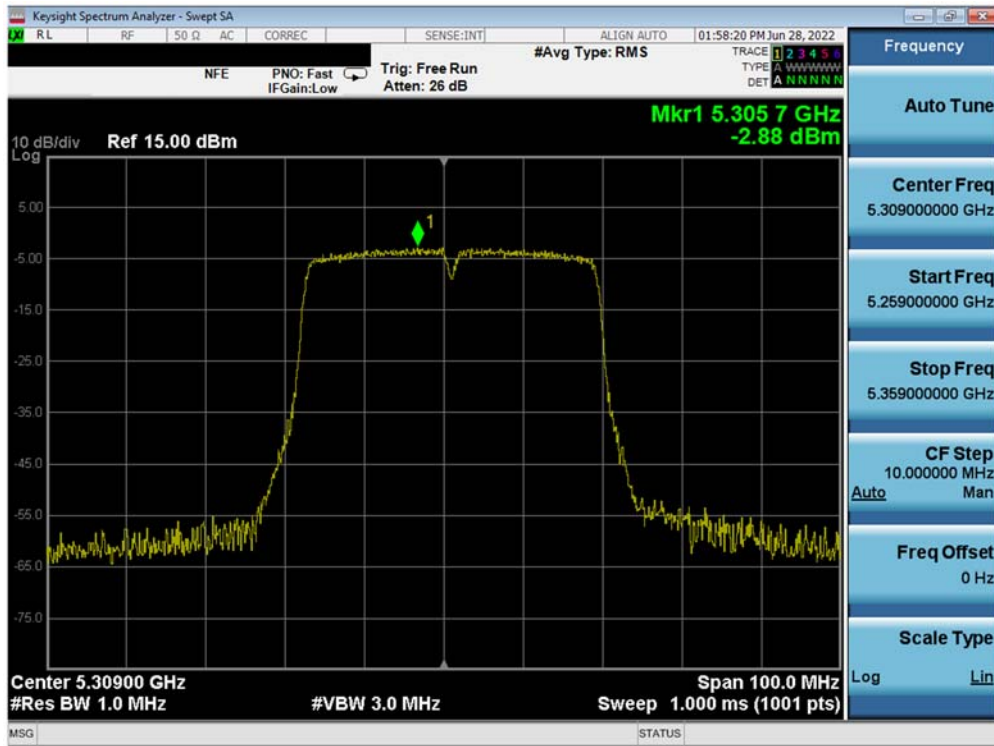 Keysight Spectrum Analyzer - Swept SA
LXI RL RF 50 Ω AC CORREC SENSE:INT ALIGN AUTO 01:58:20 PM Jun 28, 2022
NFE PNO: Fast IFGain:Low Trig: Free Run Atten: 26 dB #Avg Type: RMS
TRACE 1 2 3 4 5 6
TYPE A WWWWW
DET A N N N N N
Mkr1 5.305 7 GHz
-2.88 dBm
10 dB/div Ref 15.00 dBm
Log
1
5.00
-5.00
-15.0
-25.0
-35.0
-45.0
-55.0
-65.0
-75.0
Center 5.30900 GHz Span 100.0 MHz
#Res BW 1.0 MHz #VBW 3.0 MHz Sweep 1.000 ms (1001 pts)
MSG STATUS
Frequency
Auto Tune
Center Freq
5.309000000 GHz
Start Freq
5.259000000 GHz
Stop Freq
5.359000000 GHz
CF Step
10.000000 MHz
Auto Man
Freq Offset
0 Hz
Scale Type
Log Lin